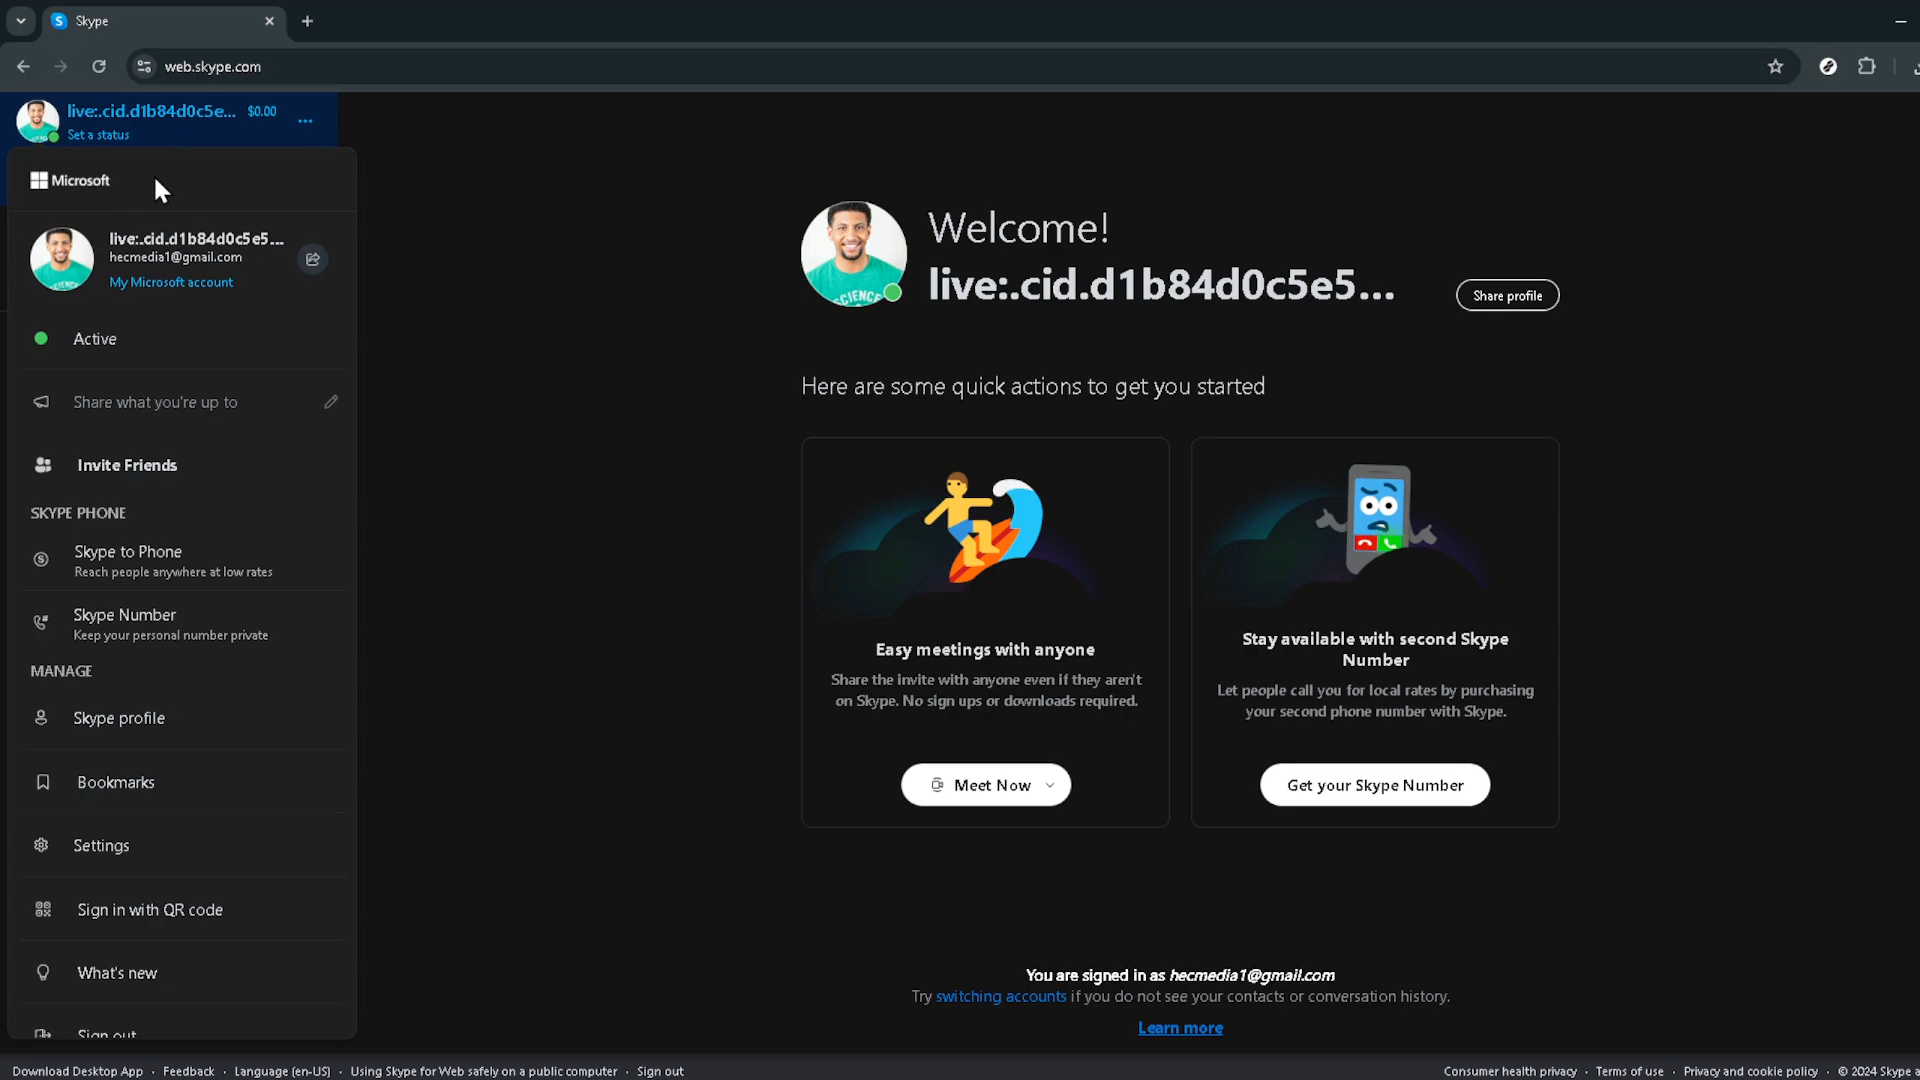 Skype
web.skype.com
live:.cid.d1b84d0c5e... $0.00
Set a status
Microsoft
live:.cid.d1b84d0c5e5...
hecmedia1@gmail.com
My Microsoft account
Active
Share what you're up to
Invite Friends
SKYPE PHONE
Skype to Phone
Reach people anywhere at low rates
Skype Number
Keep your personal number private
MANAGE
Skype profile
Bookmarks
Settings
Sign in with QR code
What's new
Sign out
Welcome!
live:.cid.d1b84d0c5e5...
Share profile
Here are some quick actions to get you started
Easy meetings with anyone
Share the invite with anyone even if they aren't
on Skype. No sign ups or downloads required.
Meet Now
Stay available with second Skype
Number
Let people call you for local rates by purchasing
your second phone number with Skype.
Get your Skype Number
You are signed in as hecmedia1@gmail.com
Try switching accounts if you do not see your contacts or conversation history.
Learn more
Download Desktop App · Feedback · Language (en-US) · Using Skype for Web safely on a public computer · Sign out
Consumer health privacy · Terms of use · Privacy and cookie policy · © 2024 Skype a